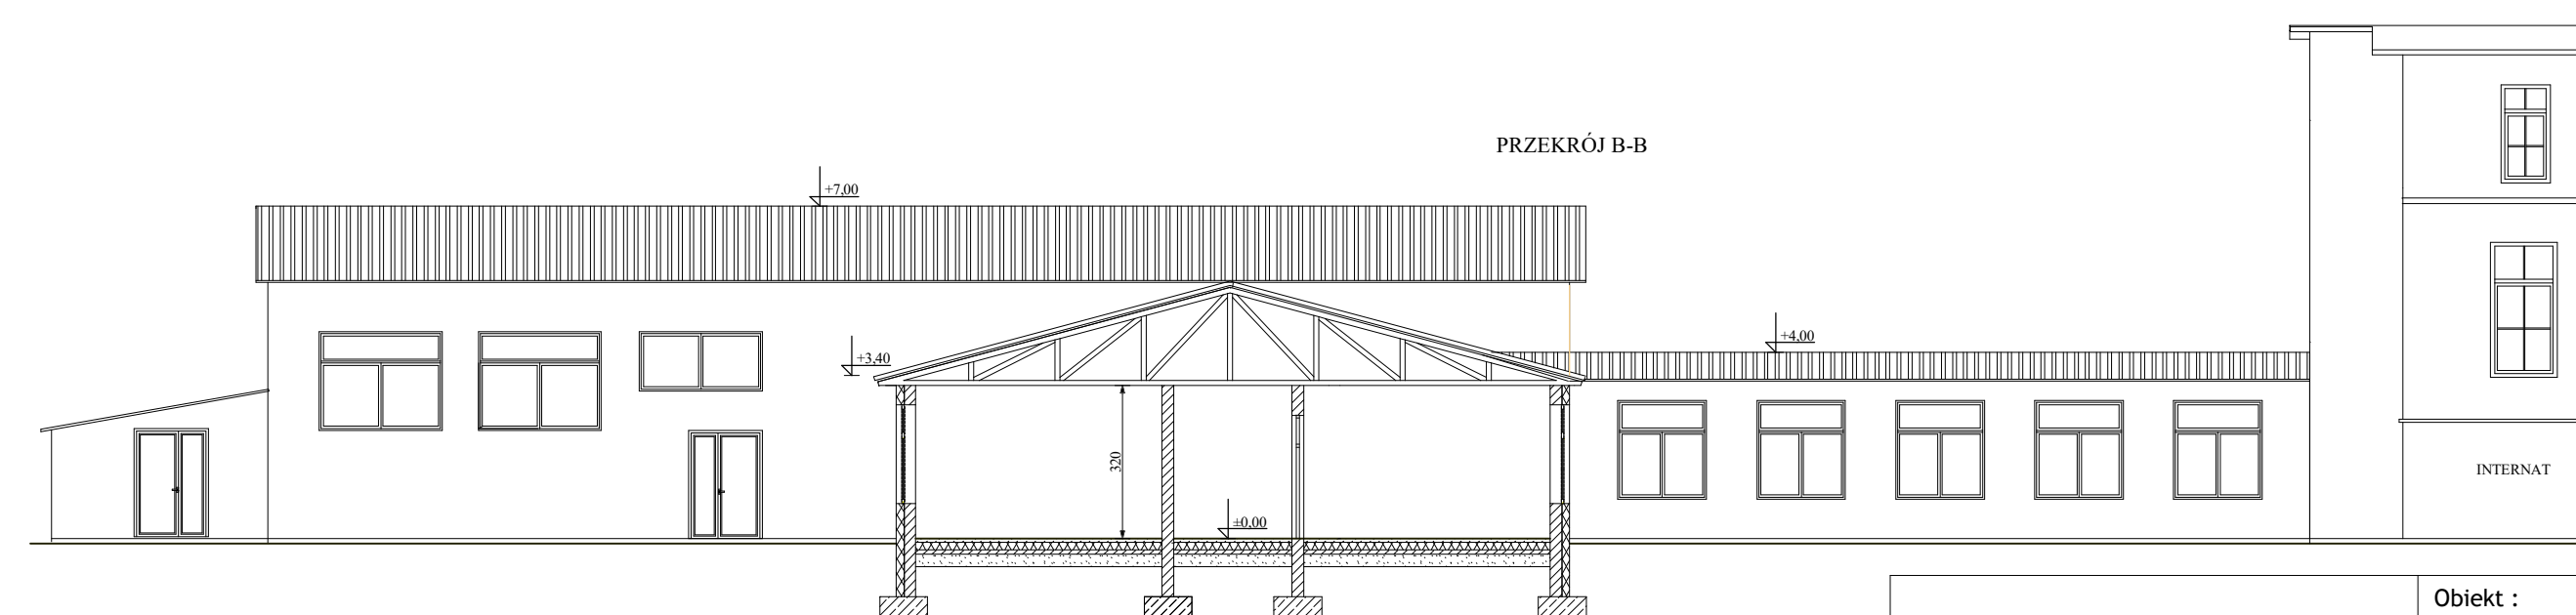 PRZEKRÓJ B-B
+7,00
+4,00
+3,40
320
±0,00
INTERNAT
Obiekt :